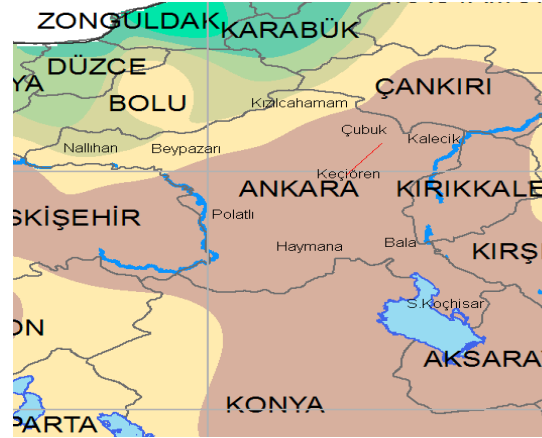 ZONGULDAK
KARABÜK
DÜZCE
YA
BOLU
ÇANKIRI
Kızılcahamam
Çubuk
Kalecik
Nallıhan
Beypazarı
Keçiören
ANKARA
KIRIKKALE
SKİŞEHİR
Polatlı
Haymana
Bala
KIRŞ
S.Koçhisar
ON
AKSARA
KONYA
PARTA